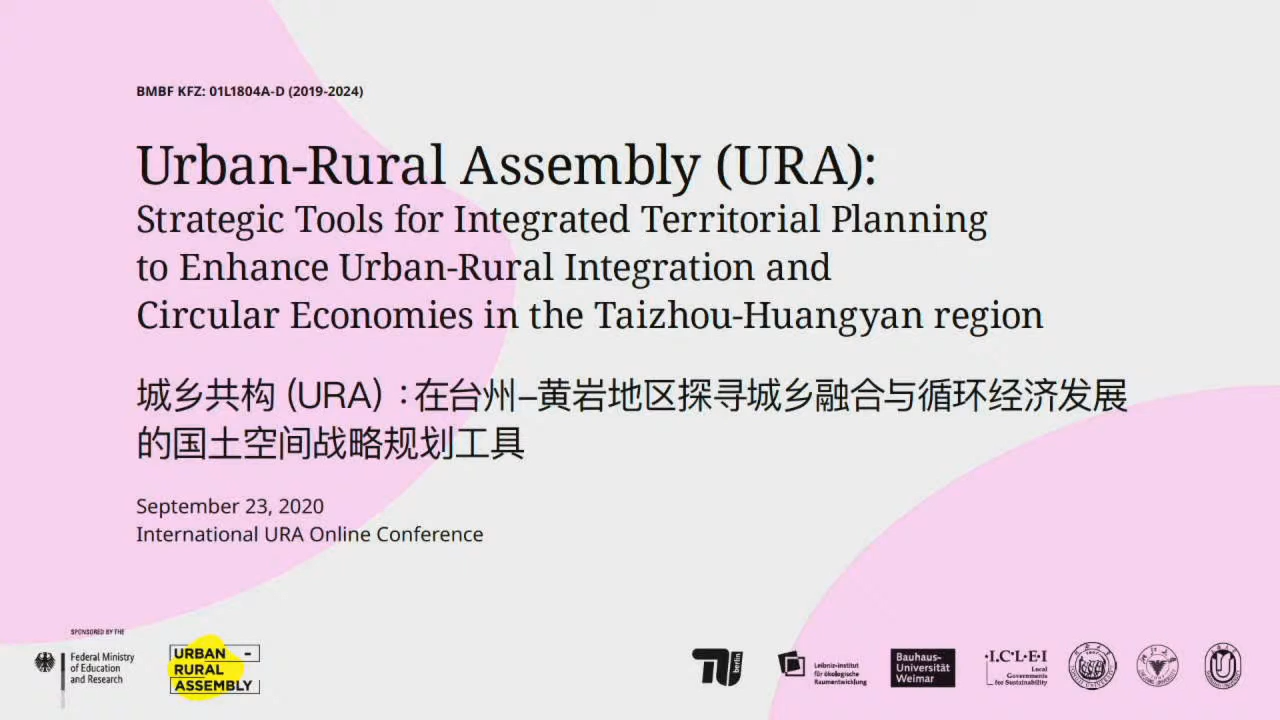 BMBF KFZ: 01L1804A-D (2019-2024)
Urban-Rural Assembly (URA):
Strategic Tools for Integrated Territorial Planning
to Enhance Urban-Rural Integration and
Circular Economies in the Taizhou-Huangyan region
城乡共构 (URA) : 在台州–黄岩地区探寻城乡融合与循环经济发展
的国土空间战略规划工具
September 23, 2020
International URA Online Conference
SPONSORED BY THE
Federal Ministry
of Education
and Research
URBAN -
RURAL
ASSEMBLY
TU berlin
Leibniz-Institut
für ökologische
Raumentwicklung
Bauhaus-
Universität
Weimar
·I.C·L·E·I
Local
Governments
for Sustainability